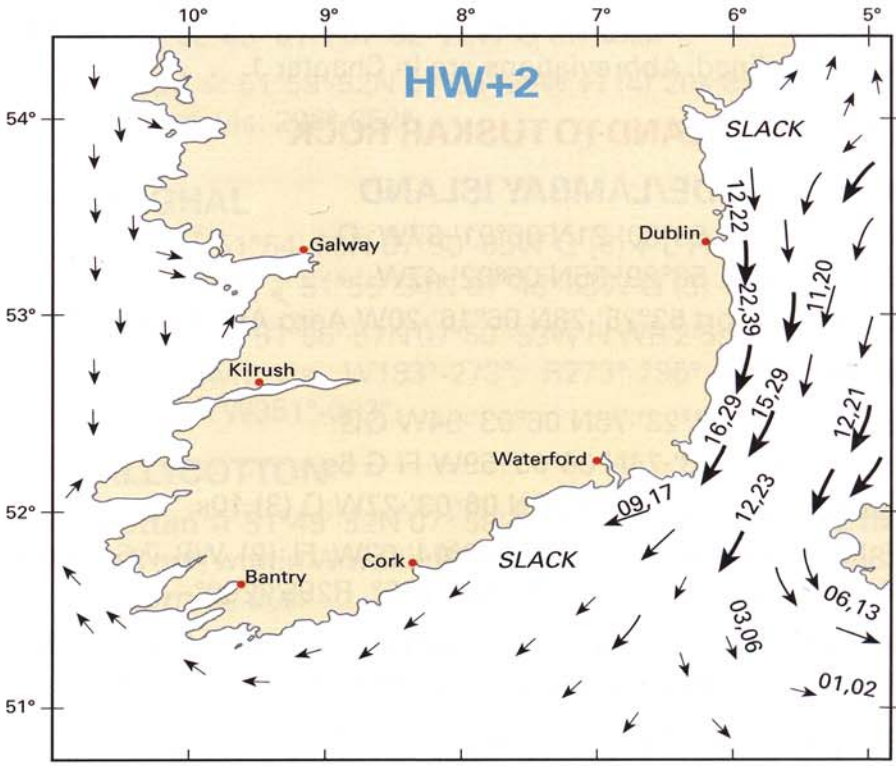 10° 9° 8° 7° 6° 5°
HW+2
54°
SLACK
12,22
Dublin
Galway
11,20
53°
22,39
Kilrush
16,29
15,29
12,21
Waterford
52°
09,17
12,23
SLACK
Cork
Bantry
06,13
03,06
01,02
51°